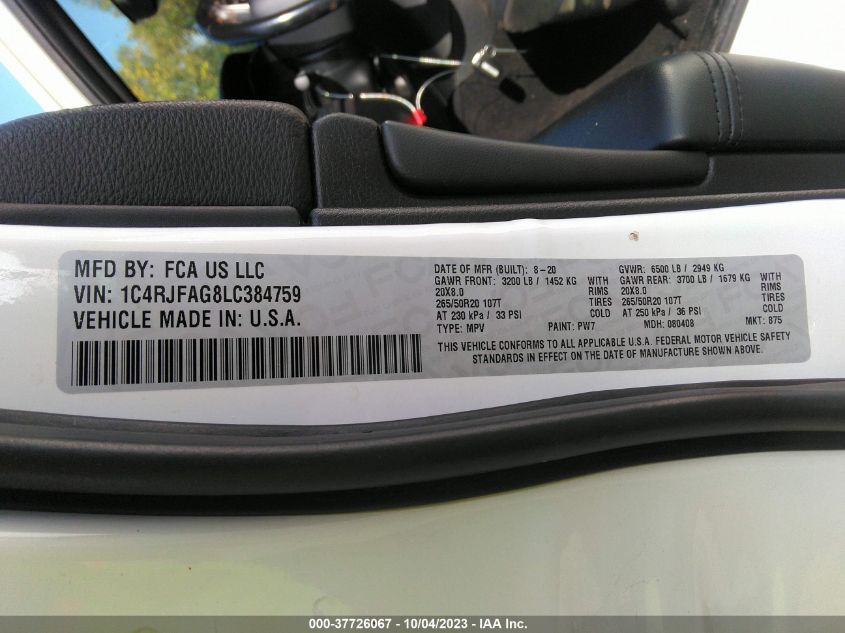 MFD BY: FCA US LLC
VIN: 1C4RJFAG8LC384759
VEHICLE MADE IN: U.S.A.
DATE OF MFR (BUILT): 8-20 GVWR: 6500 LB / 2949 KG
GAWR FRONT: 3200 LB / 1452 KG WITH GAWR REAR: 3700 LB / 1679 KG WITH
20X8.0 RIMS 20X8.0 RIMS
265/50R20 107T TIRES 265/50R20 107T TIRES
AT 230 kPa / 33 PSI COLD AT 250 kPa / 36 PSI COLD
TYPE: MPV PAINT: PW7 MDH: 080408 MKT: 875
THIS VEHICLE CONFORMS TO ALL APPLICABLE U.S.A. FEDERAL MOTOR VEHICLE SAFETY
STANDARDS IN EFFECT ON THE DATE OF MANUFACTURE SHOWN ABOVE.
000-37726067 - 10/04/2023 - IAA Inc.